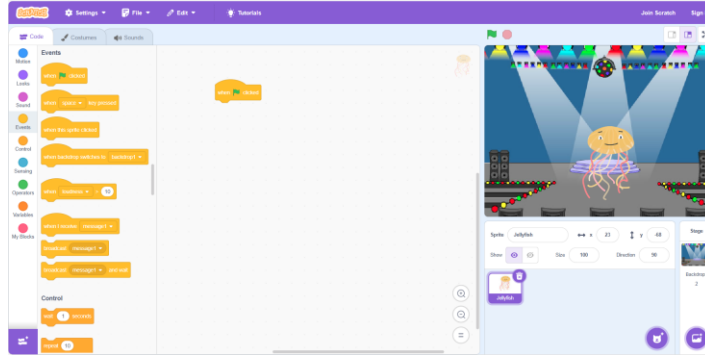 SCRATCH Settings File Edit Tutorials Join Scratch Sign
Code Costumes Sounds
Motion
Looks
Sound
Events
Control
Sensing
Operators
Variables
My Blocks
Events
when clicked
when space key pressed
when this sprite clicked
when backdrop switches to backdrop1
when loudness > 10
when I receive message1
broadcast message1
broadcast message1 and wait
Control
wait 1 seconds
repeat 10
when clicked
Sprite Jellyfish x 23 y
Show Size 100 Direction 90
Jellyfish
Stage
Backdrop
2